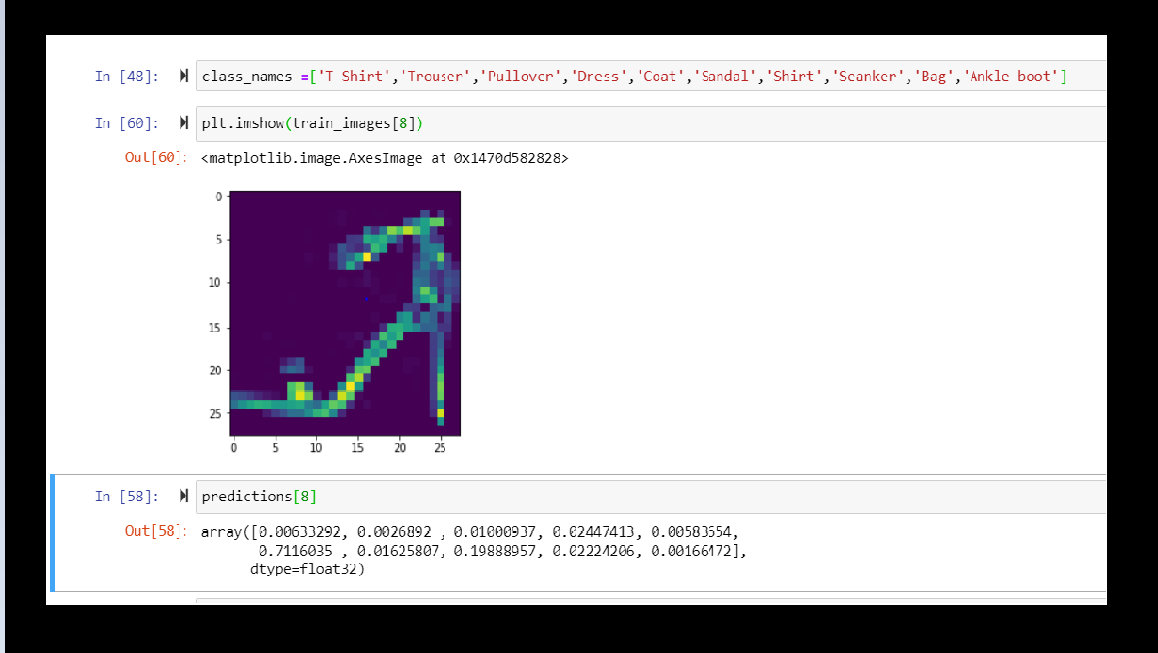 In [48]: class_names =['T Shirt','Trouser','Pullover','Dress','Coat','Sandal','Shirt','Seanker','Bag','Ankle boot']
In [60]: plt.imshow(train_images[8])
Out[60]: <matplotlib.image.AxesImage at 0x1470d582828>
0
5
10
15
20
25
0 5 10 15 20 25
In [58]: predictions[8]
Out[58]: array([0.00633292, 0.0026892 , 0.01000937, 0.02447413, 0.00583554,
0.7116035 , 0.01625807, 0.19888957, 0.02224206, 0.00166472],
dtype=float32)